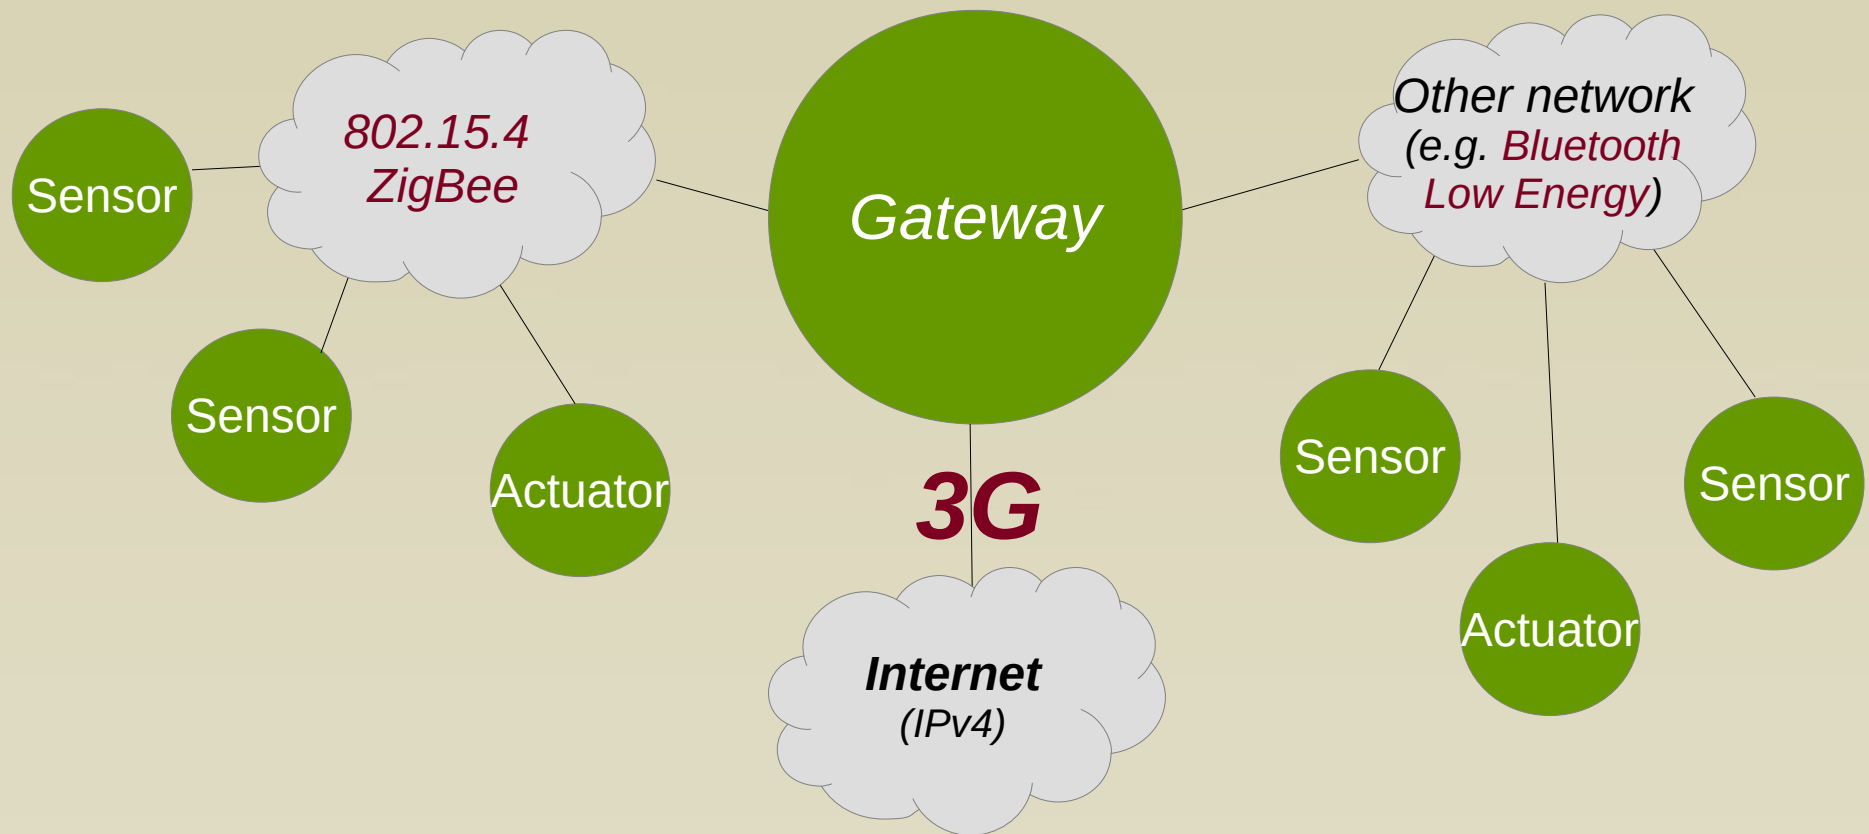 802.15.4
ZigBee
Sensor
Sensor
Actuator
Gateway
3G
Internet
(IPv4)
Other network
(e.g. Bluetooth
Low Energy)
Sensor
Actuator
Sensor